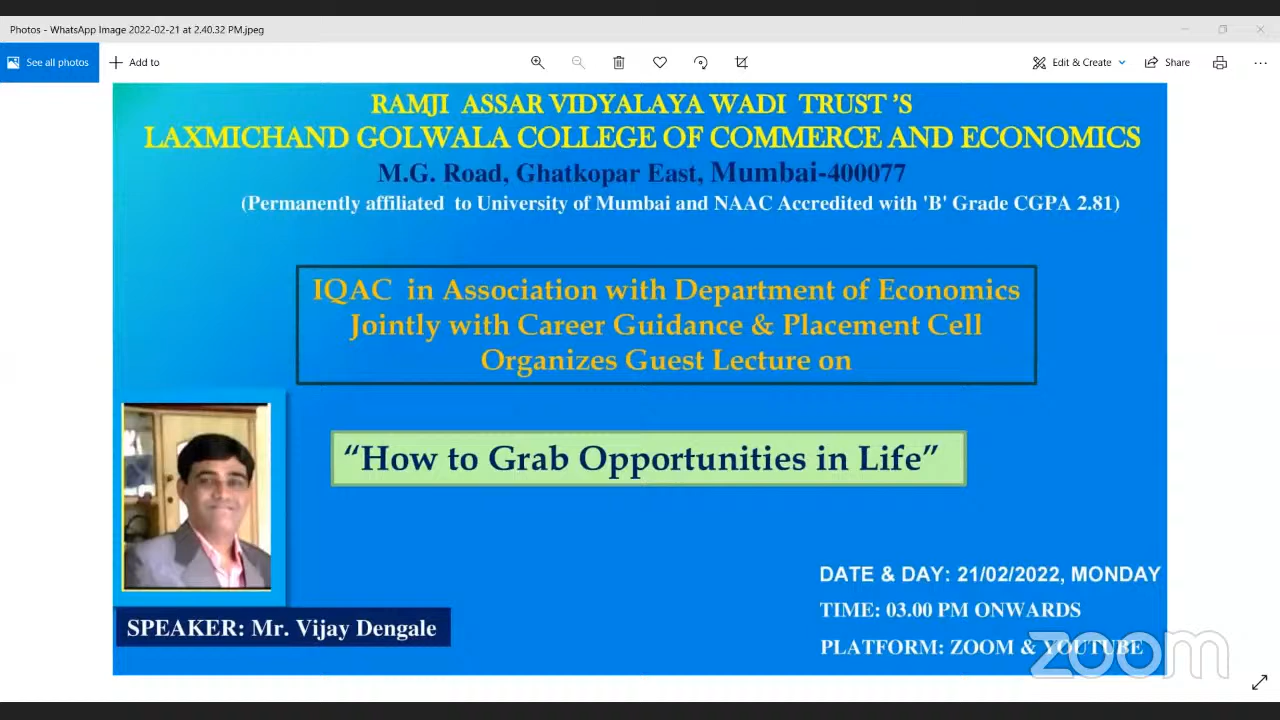 Photos - WhatsApp Image 2022-02-21 at 2.40.32 PM.jpeg
See all photos
Add to
Edit & Create
Share
RAMJI ASSAR VIDYALAYA WADI TRUST 'S
LAXMICHAND GOLWALA COLLEGE OF COMMERCE AND ECONOMICS
M.G. Road, Ghatkopar East, Mumbai-400077
(Permanently affiliated to University of Mumbai and NAAC Accredited with 'B' Grade CGPA 2.81)
IQAC in Association with Department of Economics
Jointly with Career Guidance & Placement Cell
Organizes Guest Lecture on
“How to Grab Opportunities in Life”
SPEAKER: Mr. Vijay Dengale
DATE & DAY: 21/02/2022, MONDAY
TIME: 03.00 PM ONWARDS
PLATFORM: ZOOM & YOUTUBE
zoom